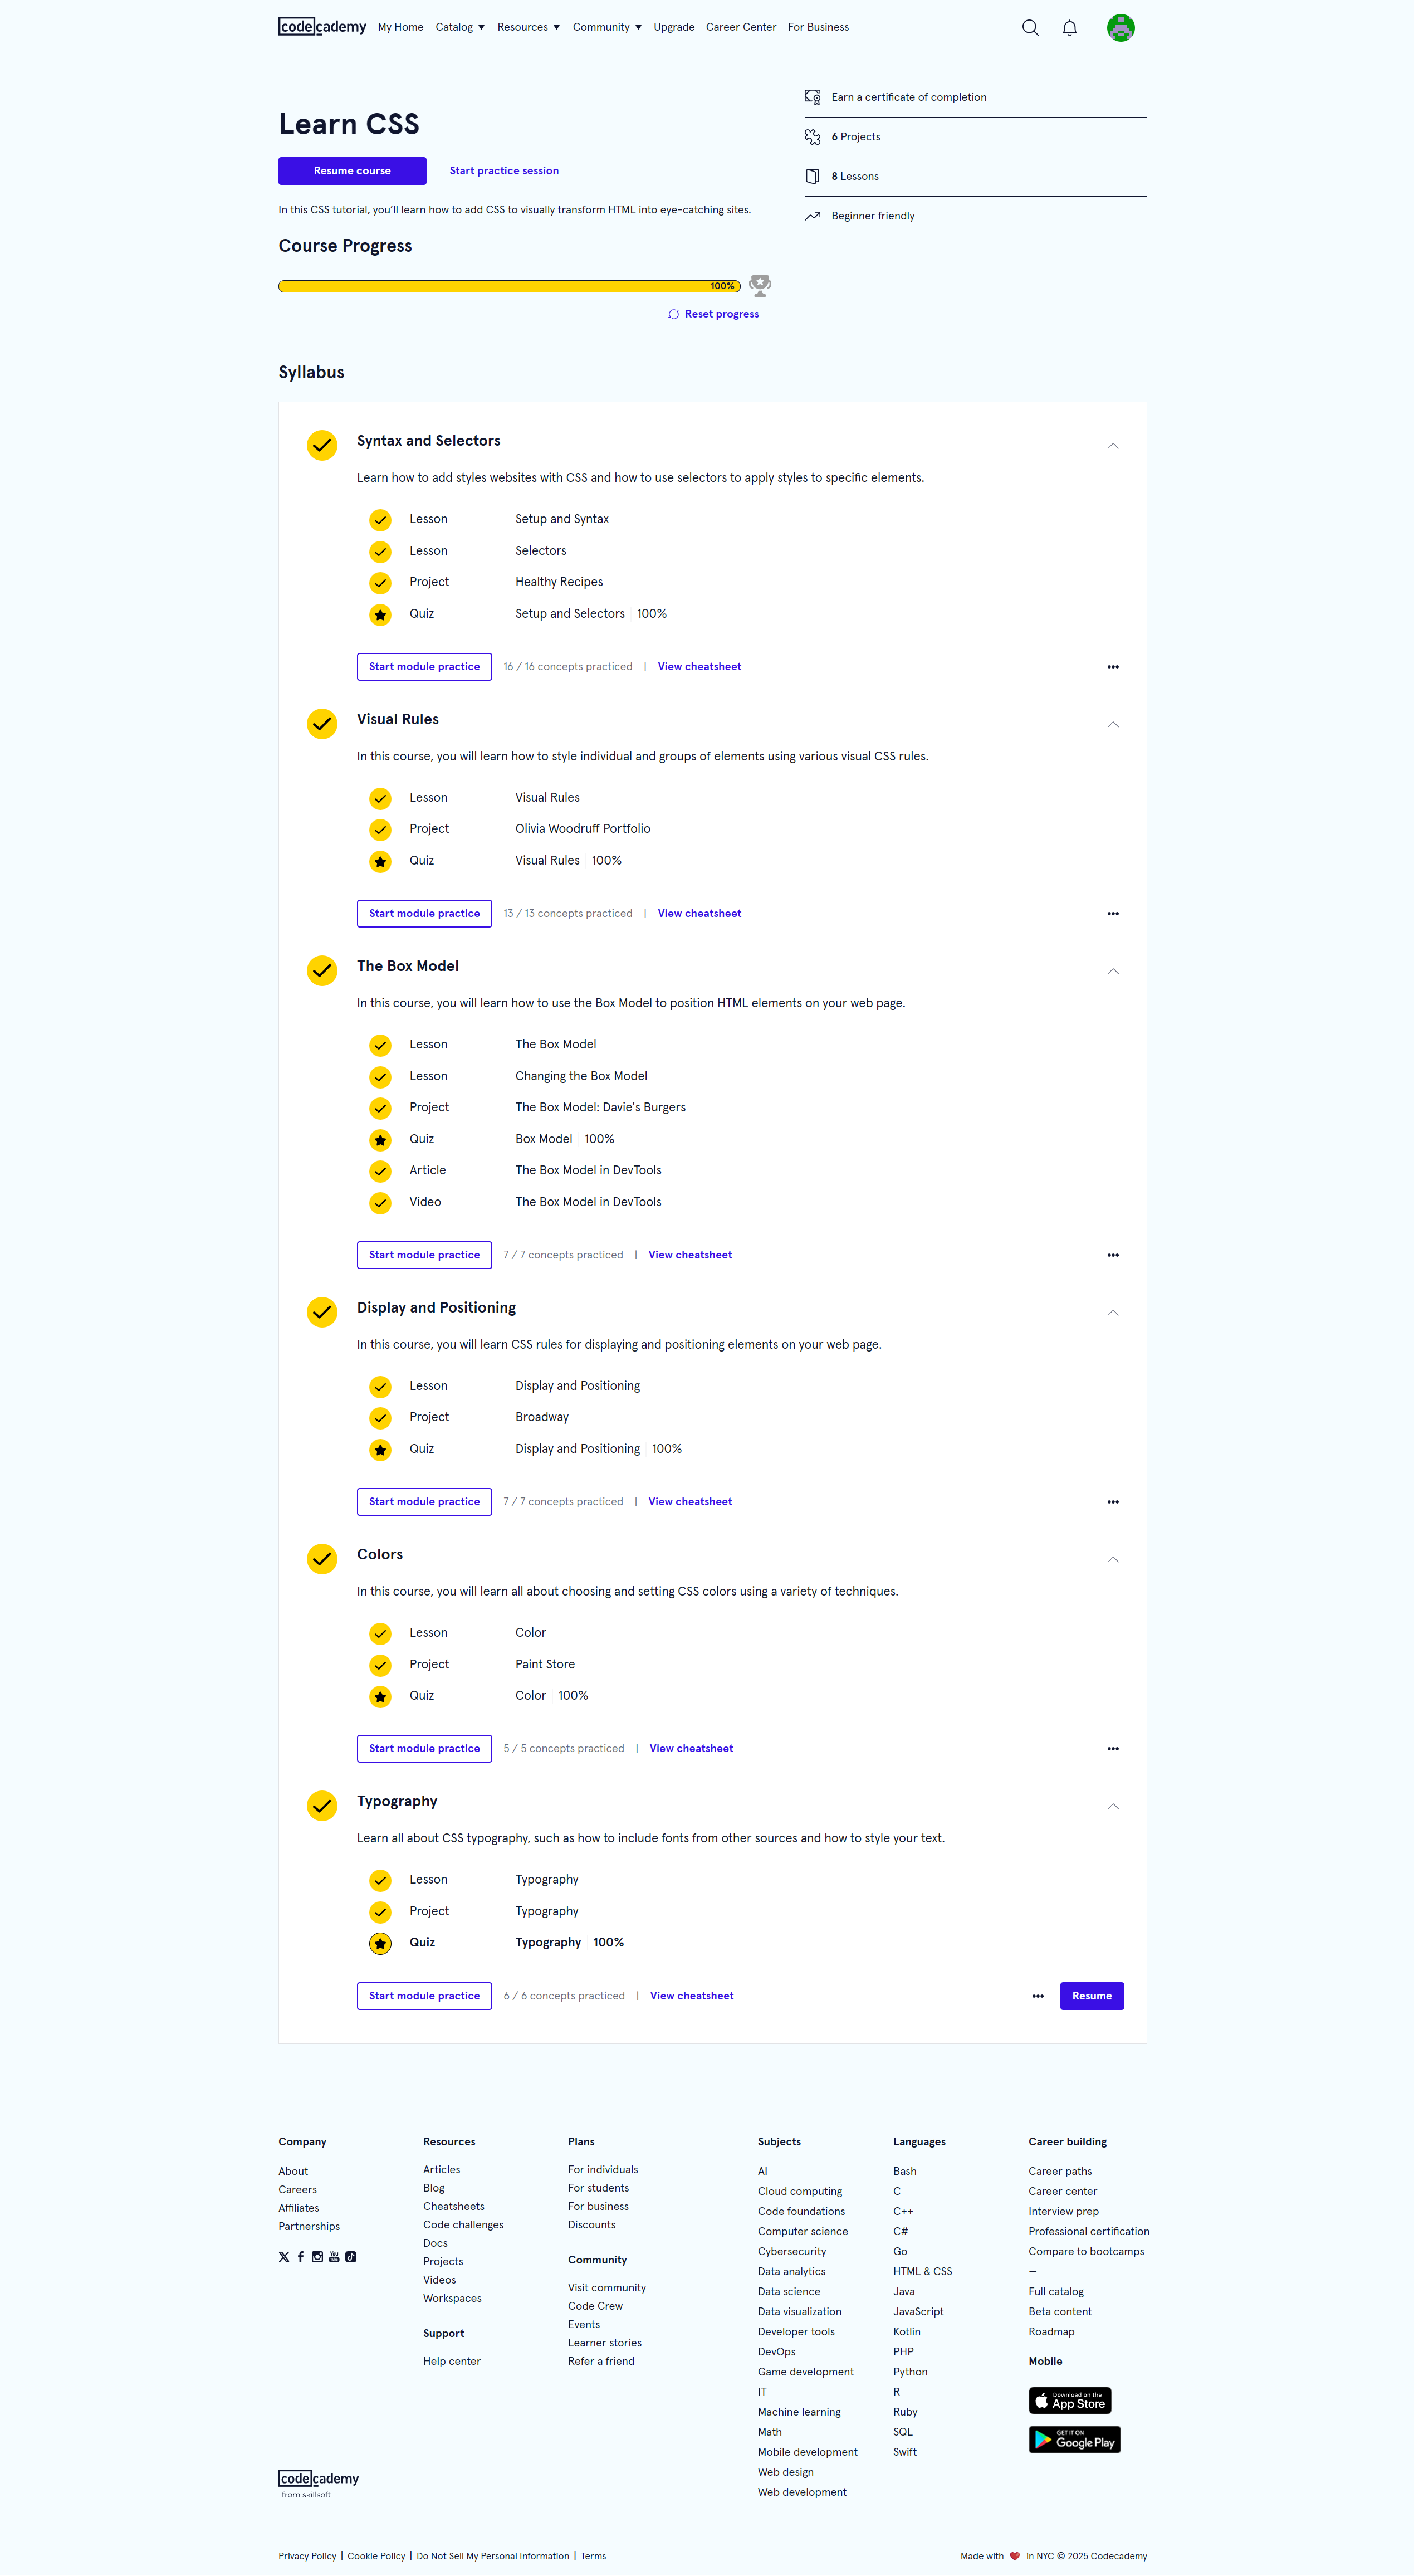 codecademy My Home Catalog Resources Community Upgrade Career Center For Business
Learn CSS
Resume course Start practice session
In this CSS tutorial, you’ll learn how to add CSS to visually transform HTML into eye-catching sites.
Earn a certificate of completion
6 Projects
8 Lessons
Beginner friendly
Course Progress
100%
Reset progress
Syllabus
Syntax and Selectors
Learn how to add styles websites with CSS and how to use selectors to apply styles to specific elements.
Lesson Setup and Syntax
Lesson Selectors
Project Healthy Recipes
Quiz Setup and Selectors 100%
Start module practice 16 / 16 concepts practiced | View cheatsheet
Visual Rules
In this course, you will learn how to style individual and groups of elements using various visual CSS rules.
Lesson Visual Rules
Project Olivia Woodruff Portfolio
Quiz Visual Rules 100%
Start module practice 13 / 13 concepts practiced | View cheatsheet
The Box Model
In this course, you will learn how to use the Box Model to position HTML elements on your web page.
Lesson The Box Model
Lesson Changing the Box Model
Project The Box Model: Davie's Burgers
Quiz Box Model 100%
Article The Box Model in DevTools
Video The Box Model in DevTools
Start module practice 7 / 7 concepts practiced | View cheatsheet
Display and Positioning
In this course, you will learn CSS rules for displaying and positioning elements on your web page.
Lesson Display and Positioning
Project Broadway
Quiz Display and Positioning 100%
Start module practice 7 / 7 concepts practiced | View cheatsheet
Colors
In this course, you will learn all about choosing and setting CSS colors using a variety of techniques.
Lesson Color
Project Paint Store
Quiz Color 100%
Start module practice 5 / 5 concepts practiced | View cheatsheet
Typography
Learn all about CSS typography, such as how to include fonts from other sources and how to style your text.
Lesson Typography
Project Typography
Quiz Typography 100%
Start module practice 6 / 6 concepts practiced | View cheatsheet Resume
Company
About
Careers
Affiliates
Partnerships
You
Tube
Resources
Articles
Blog
Cheatsheets
Code challenges
Docs
Projects
Videos
Workspaces
Support
Help center
Plans
For individuals
For students
For business
Discounts
Community
Visit community
Code Crew
Events
Learner stories
Refer a friend
codecademy
from skillsoft
Subjects
AI
Cloud computing
Code foundations
Computer science
Cybersecurity
Data analytics
Data science
Data visualization
Developer tools
DevOps
Game development
IT
Machine learning
Math
Mobile development
Web design
Web development
Languages
Bash
C
C++
C#
Go
HTML & CSS
Java
JavaScript
Kotlin
PHP
Python
R
Ruby
SQL
Swift
Career building
Career paths
Career center
Interview prep
Professional certification
Compare to bootcamps
—
Full catalog
Beta content
Roadmap
Mobile
Download on the
App Store
GET IT ON
Google Play
Privacy Policy | Cookie Policy | Do Not Sell My Personal Information | Terms
Made with ❤ in NYC © 2025 Codecademy